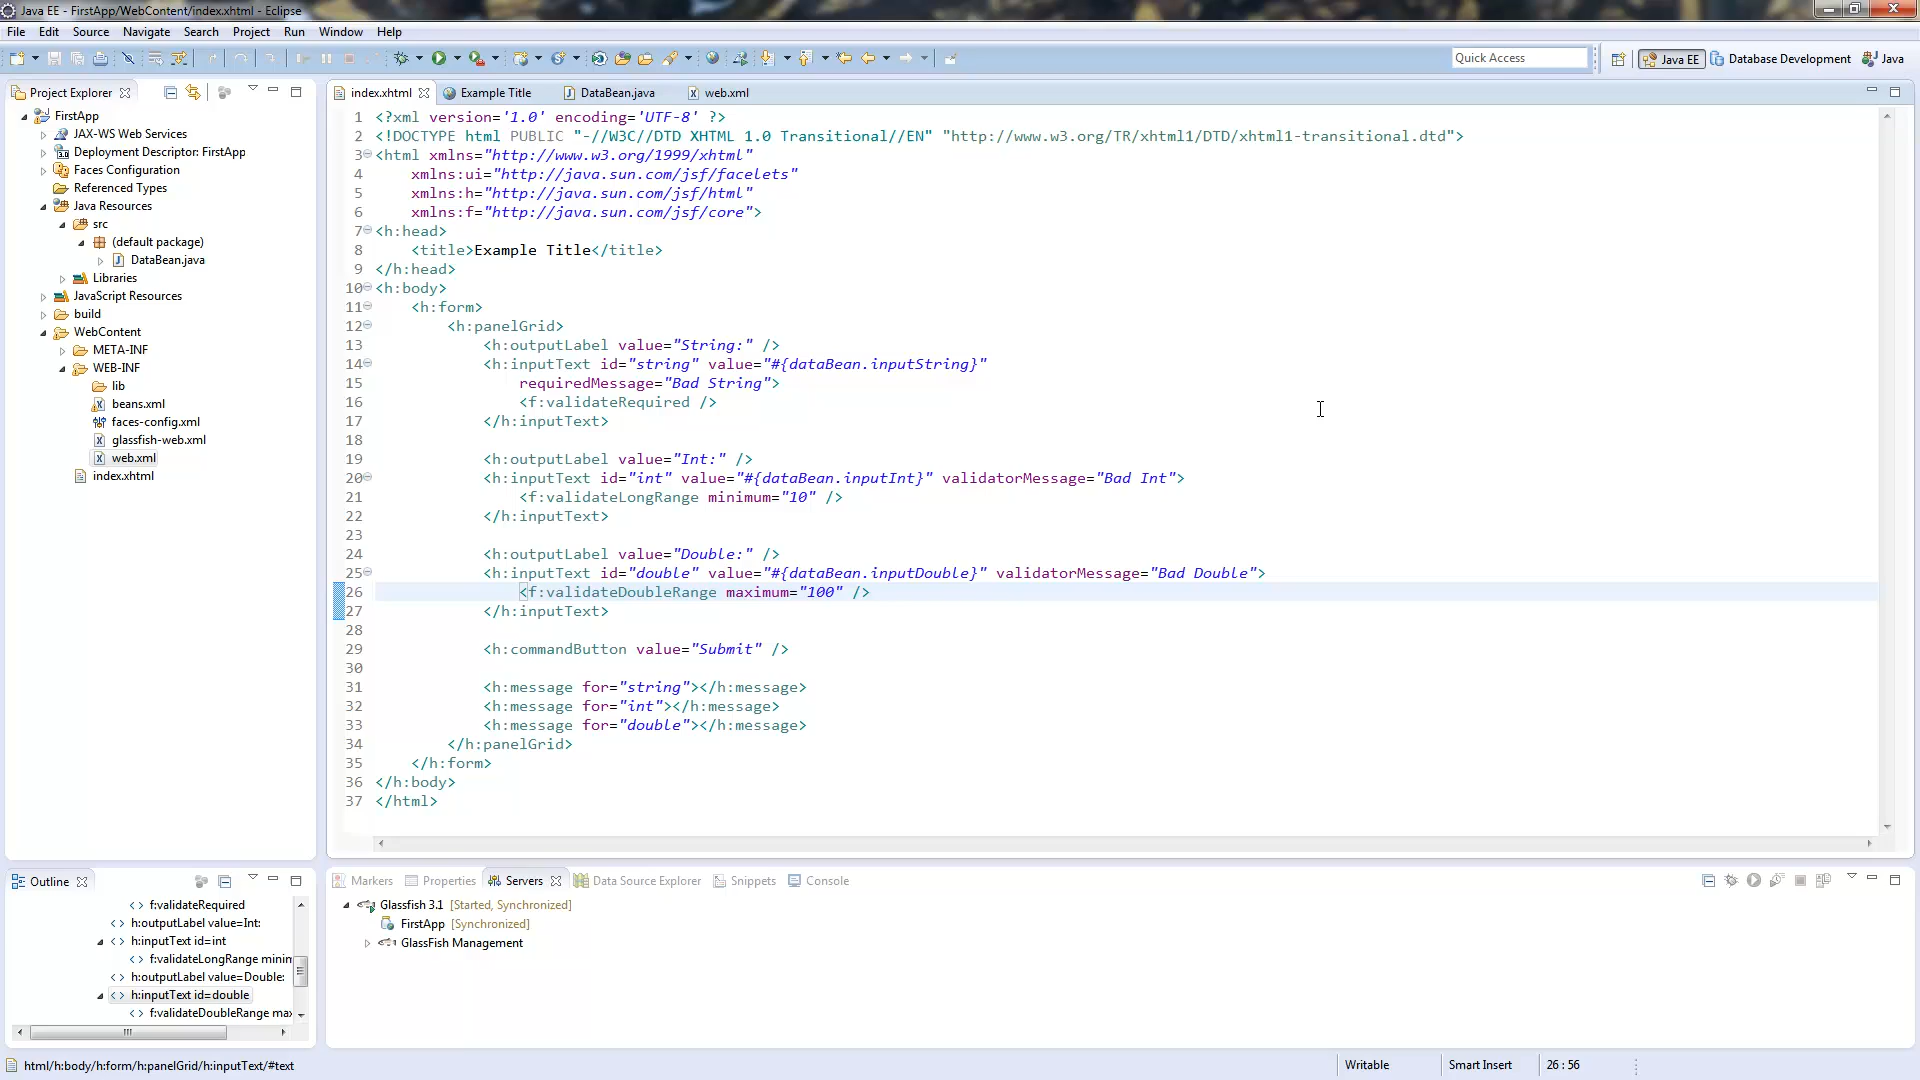 Java EE - FirstApp/WebContent/index.xhtml - Eclipse
File Edit Source Navigate Search Project Run Window Help
Quick Access
Java EE
Database Development
Java
Project Explorer
FirstApp
JAX-WS Web Services
Deployment Descriptor: FirstApp
Faces Configuration
Referenced Types
Java Resources
src
(default package)
DataBean.java
Libraries
JavaScript Resources
build
WebContent
META-INF
WEB-INF
lib
beans.xml
faces-config.xml
glassfish-web.xml
web.xml
index.xhtml
index.xhtml
Example Title
DataBean.java
web.xml
1 <?xml version='1.0' encoding='UTF-8' ?>
2 <!DOCTYPE html PUBLIC "-//W3C//DTD XHTML 1.0 Transitional//EN" "http://www.w3.org/TR/xhtml1/DTD/xhtml1-transitional.dtd">
3 <html xmlns="http://www.w3.org/1999/xhtml"
4 xmlns:ui="http://java.sun.com/jsf/facelets"
5 xmlns:h="http://java.sun.com/jsf/html"
6 xmlns:f="http://java.sun.com/jsf/core">
7 <h:head>
8 <title>Example Title</title>
9 </h:head>
10 <h:body>
11 <h:form>
12 <h:panelGrid>
13 <h:outputLabel value="String:" />
14 <h:inputText id="string" value="#{dataBean.inputString}"
15 requiredMessage="Bad String">
16 <f:validateRequired />
17 </h:inputText>
18
19 <h:outputLabel value="Int:" />
20 <h:inputText id="int" value="#{dataBean.inputInt}" validatorMessage="Bad Int">
21 <f:validateLongRange minimum="10" />
22 </h:inputText>
23
24 <h:outputLabel value="Double:" />
25 <h:inputText id="double" value="#{dataBean.inputDouble}" validatorMessage="Bad Double">
26 <f:validateDoubleRange maximum="100" />
27 </h:inputText>
28
29 <h:commandButton value="Submit" />
30
31 <h:message for="string"></h:message>
32 <h:message for="int"></h:message>
33 <h:message for="double"></h:message>
34 </h:panelGrid>
35 </h:form>
36 </h:body>
37 </html>
Outline
f:validateRequired
h:outputLabel value=Int:
h:inputText id=int
f:validateLongRange minin
h:outputLabel value=Double:
h:inputText id=double
f:validateDoubleRange max
Markers
Properties
Servers
Data Source Explorer
Snippets
Console
Glassfish 3.1 [Started, Synchronized]
FirstApp [Synchronized]
GlassFish Management
html/h:body/h:form/h:panelGrid/h:inputText/#text
Writable
Smart Insert
26 : 56